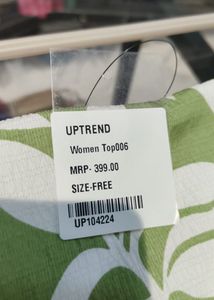 UPTREND
Women Top006
MRP- 399.00
SIZE-FREE
UP104224